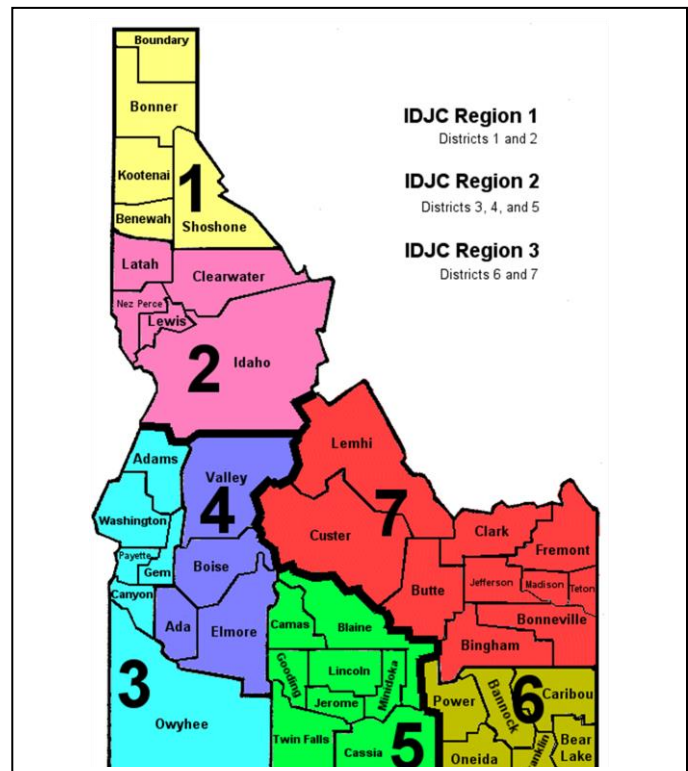 Boundary
Bonner
IDJC Region 1
Districts 1 and 2
Kootenai
1
IDJC Region 2
Districts 3, 4, and 5
Benewah
Shoshone
IDJC Region 3
Districts 6 and 7
Latah
Clearwater
Nez Perce
Lewis
Idaho
2
Lemhi
Adams
Valley
7
4
Washington
Custer
Clark
Fremont
Payette
Gem
Boise
Jefferson
Madison
Teton
Canyon
Butte
Ada
Elmore
Camas
Blaine
Bonneville
Bingham
Gooding
Lincoln
Minidoka
3
Jerome
Power
Bannock
6
Caribou
Owyhee
Twin Falls
Cassia
5
Oneida
Bear
Lake